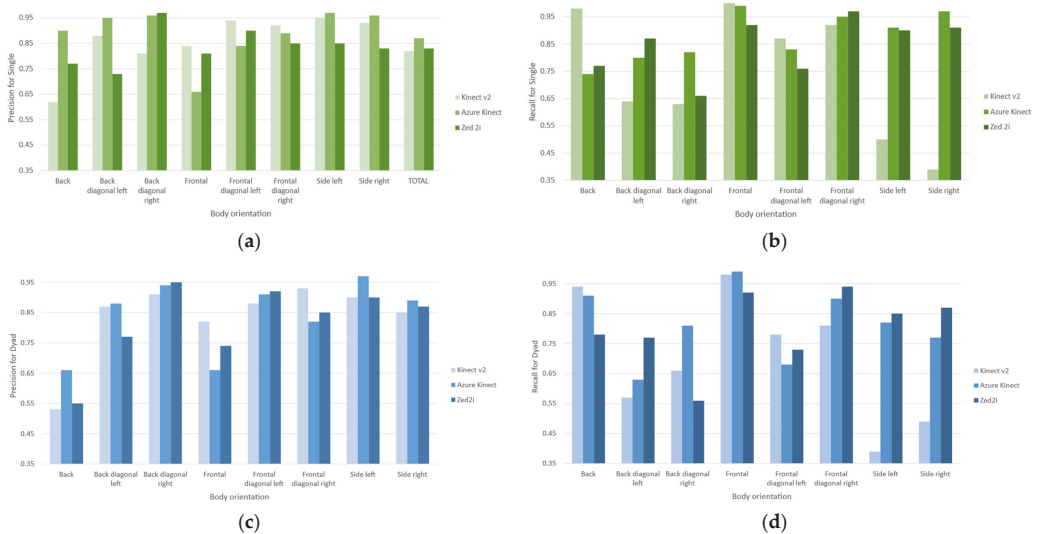 Precision for Single
0.95
0.85
0.75
0.65
0.55
0.45
0.35
Back
Back
diagonal left
Back
diagonal
right
Frontal
Frontal
diagonal left
Frontal
diagonal
right
Side left
Side right
TOTAL
Body orientation
Kinect v2
Azure Kinect
Zed 2i
(a)
Recall for Single
0.95
0.85
0.75
0.65
0.55
0.45
0.35
Back
Back diagonal
left
Back diagonal
right
Frontal
Frontal
diagonal left
Frontal
diagonal right
Side left
Side right
Body orientation
Kinect v2
Azure Kinect
Zed 2i
(b)
Precision for Dyad
0.95
0.85
0.75
0.65
0.55
0.45
0.35
Back
Back diagonal
left
Back diagonal
right
Frontal
Frontal
diagonal left
Frontal
diagonal right
Side left
Side right
Body orientation
Kinect v2
Azure Kinect
Zed2i
(c)
Recall for Dyad
0.95
0.85
0.75
0.65
0.55
0.45
0.35
Back
Back diagonal
left
Back diagonal
right
Frontal
Frontal
diagonal left
Frontal
diagonal right
Side left
Side right
Body orientation
Kinect v2
Azure Kinect
Zed2i
(d)